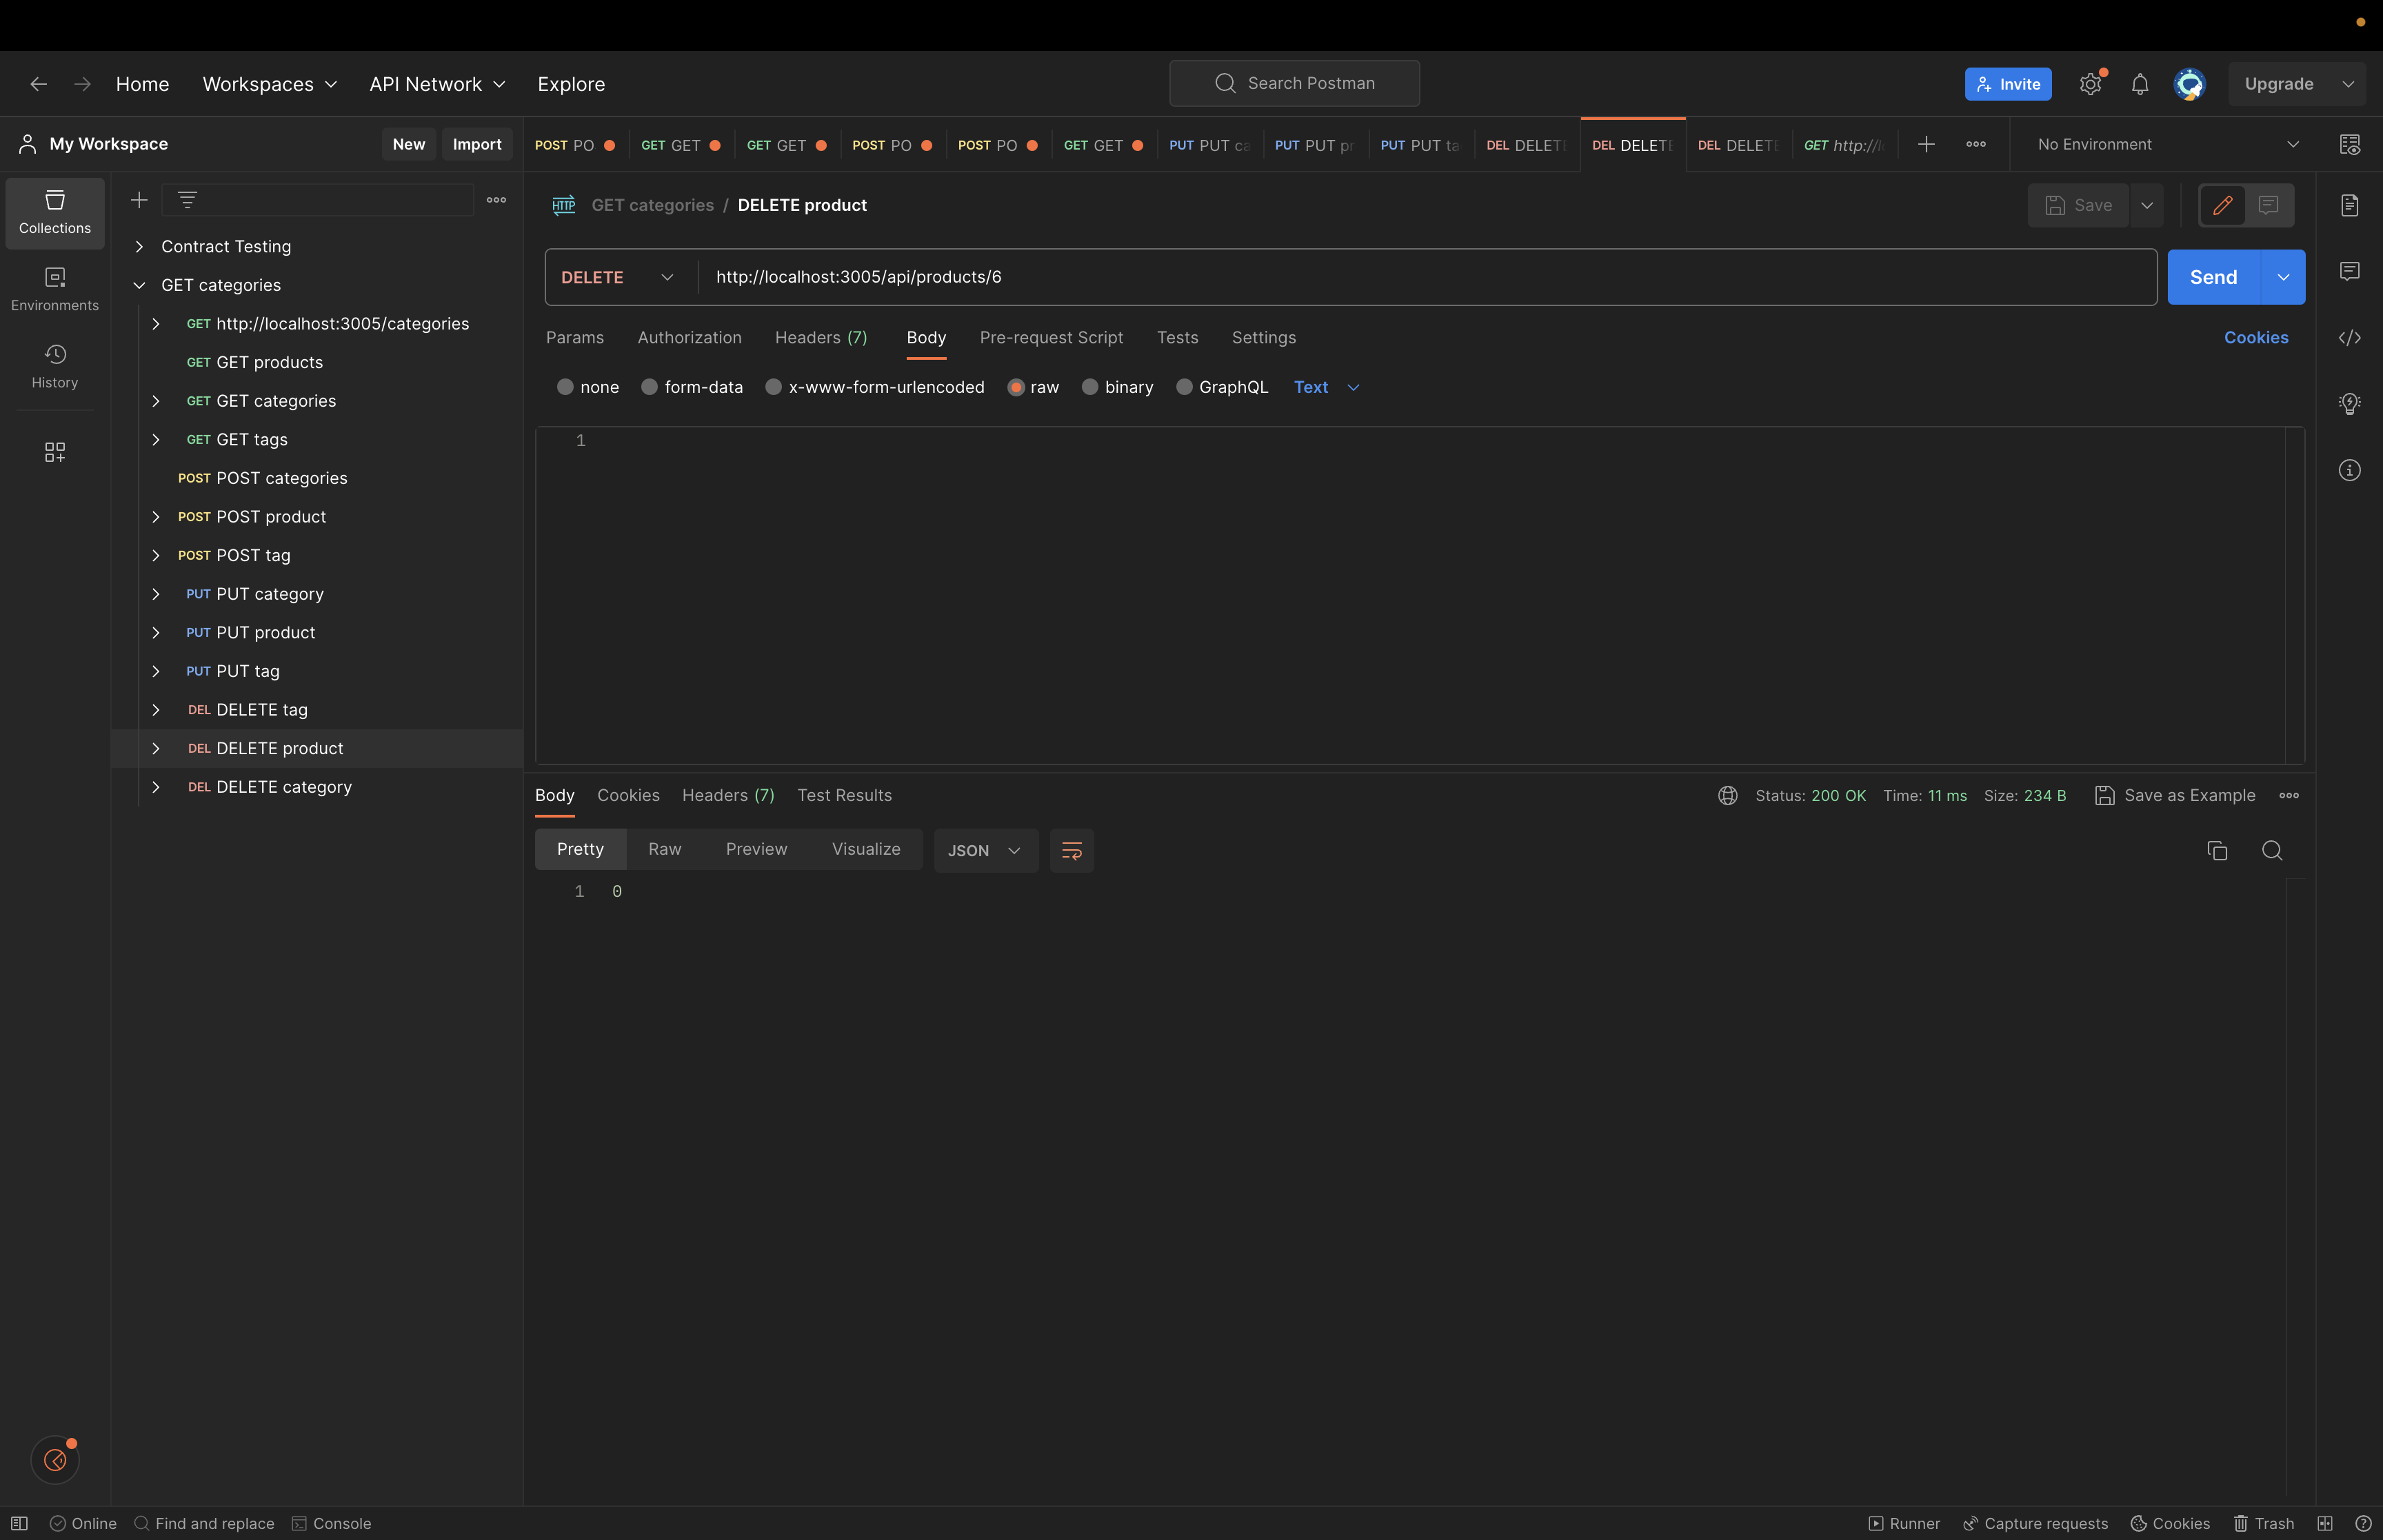 Home Workspaces API Network Explore Search Postman Invite Upgrade
My Workspace New Import
POST PO GET GET GET GET POST PO POST PO GET GET PUT PUT ca PUT PUT pr PUT PUT ta DEL DELETE DEL DELETE DEL DELETE GET http://l No Environment
Collections
Environments
History
Contract Testing
GET categories
GET http://localhost:3005/categories
GET GET products
GET GET categories
GET GET tags
POST POST categories
POST POST product
POST POST tag
PUT PUT category
PUT PUT product
PUT PUT tag
DEL DELETE tag
DEL DELETE product
DEL DELETE category
HTTP GET categories / DELETE product Save
DELETE http://localhost:3005/api/products/6 Send
Params Authorization Headers (7) Body Pre-request Script Tests Settings Cookies
none form-data x-www-form-urlencoded raw binary GraphQL Text
1
Body Cookies Headers (7) Test Results Status: 200 OK Time: 11 ms Size: 234 B Save as Example
Pretty Raw Preview Visualize JSON
1 0
Online Find and replace Console Runner Capture requests Cookies Trash